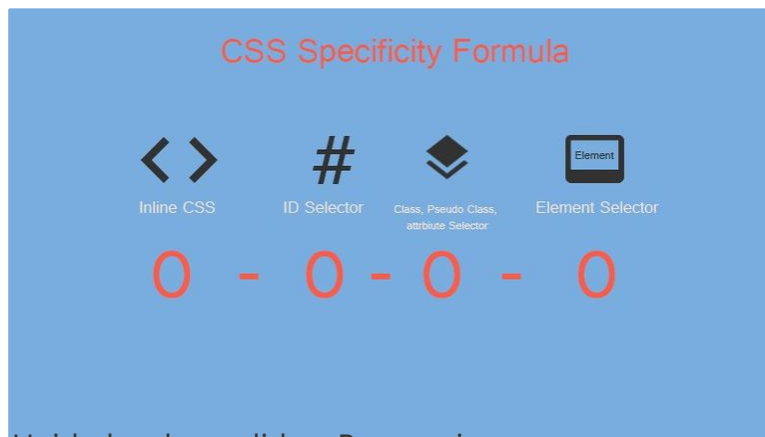 CSS Specificity Formula
Element
Inline CSS
ID Selector
Class, Pseudo Class,
attrbiute Selector
Element Selector
0 - 0 - 0 - 0